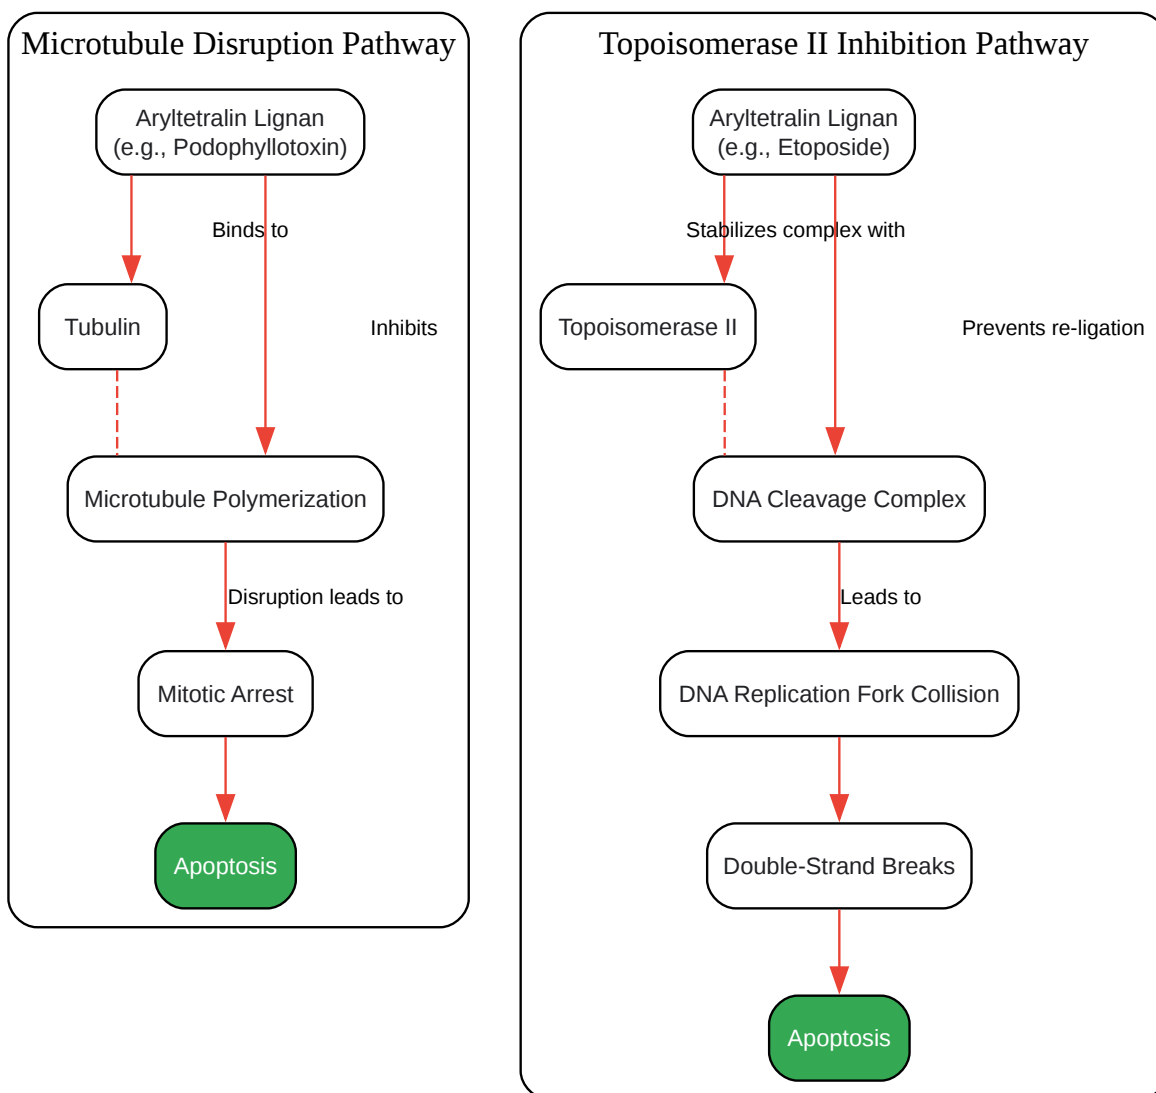 Microtubule Disruption Pathway
Aryltetralin Lignan
(e.g., Podophyllotoxin)
Binds to
Tubulin
Inhibits
Microtubule Polymerization
Disruption leads to
Mitotic Arrest
Apoptosis
Topoisomerase II Inhibition Pathway
Aryltetralin Lignan
(e.g., Etoposide)
Stabilizes complex with
Topoisomerase II
Prevents re-ligation
DNA Cleavage Complex
Leads to
DNA Replication Fork Collision
Double-Strand Breaks
Apoptosis